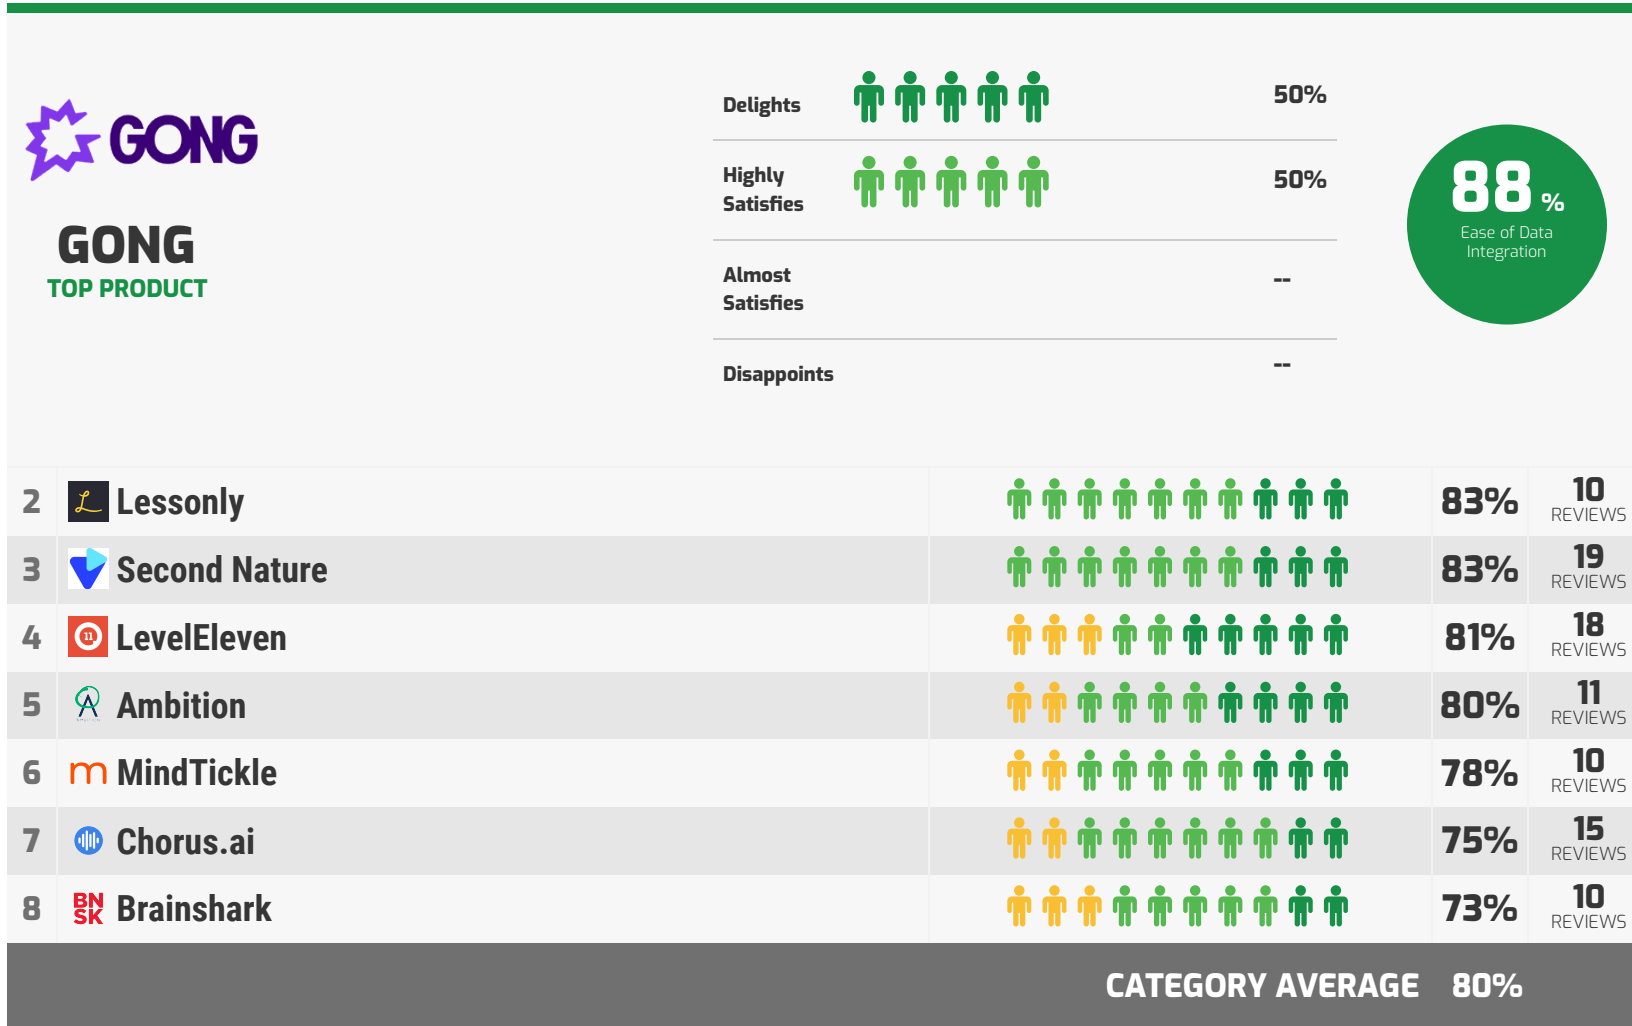 GONG
GONG
TOP PRODUCT
Delights 50%
Highly
Satisfies 50%
Almost
Satisfies --
Disappoints --
88 %
Ease of Data
Integration
2 L Lessonly 83% 10
REVIEWS
3 Second Nature 83% 19
REVIEWS
4 11 LevelEleven 81% 18
REVIEWS
5 Ambition 80% 11
REVIEWS
6 m MindTickle 78% 10
REVIEWS
7 Chorus.ai 75% 15
REVIEWS
8 BN
SK Brainshark 73% 10
REVIEWS
CATEGORY AVERAGE 80%